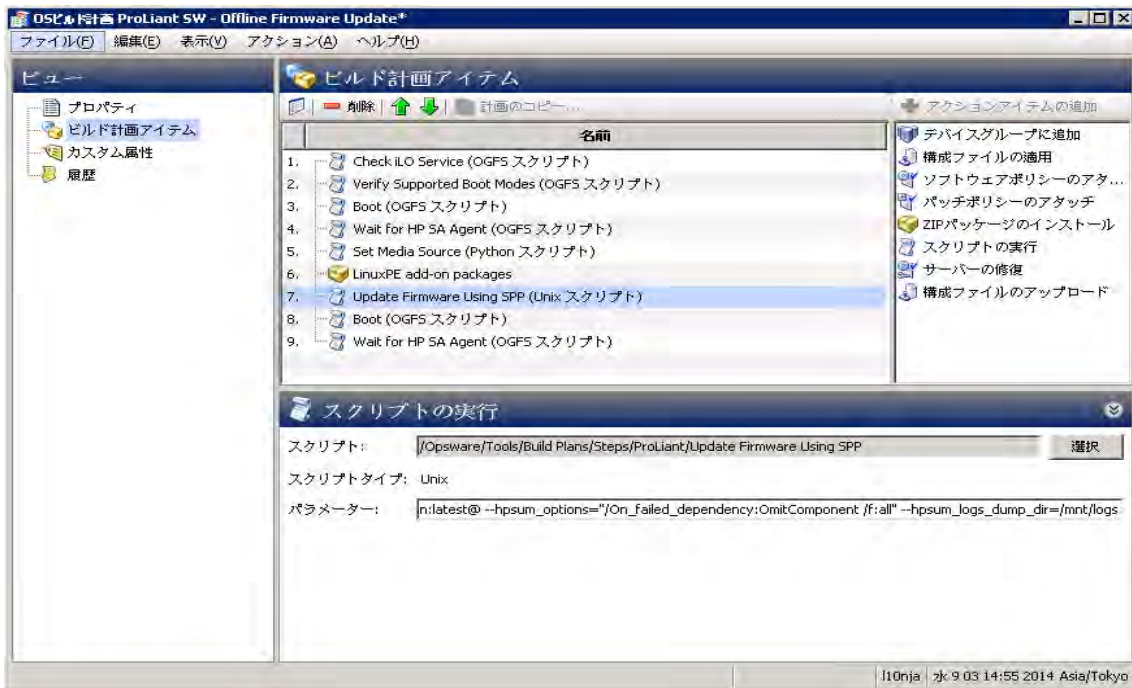 OSビルド計画 ProLiant SW - Offline Firmware Update*
ファイル(F) 編集(E) 表示(V) アクション(A) ヘルプ(H)
ビュー
プロパティ
ビルド計画アイテム
カスタム属性
履歴
ビルド計画アイテム
削除 計画のコピー...
名前
1. Check iLO Service (OGFS スクリプト)
2. Verify Supported Boot Modes (OGFS スクリプト)
3. Boot (OGFS スクリプト)
4. Wait for HP SA Agent (OGFS スクリプト)
5. Set Media Source (Python スクリプト)
6. LinuxPE add-on packages
7. Update Firmware Using SPP (Unix スクリプト)
8. Boot (OGFS スクリプト)
9. Wait for HP SA Agent (OGFS スクリプト)
アクションアイテムの追加
デバイスグループに追加
構成ファイルの適用
ソフトウェアポリシーのアタ...
パッチポリシーのアタッチ
ZIPパッケージのインストール
スクリプトの実行
サーバーの修復
構成ファイルのアップロード
スクリプトの実行
スクリプト: /Opsware/Tools/Build Plans/Steps/ProLiant/Update Firmware Using SPP 選択
スクリプトタイプ: Unix
パラメーター: n:latest@ --hpsum_options="/On_failed_dependency:OmitComponent /f:all" --hpsum_logs_dump_dir=/mnt/logs
l10nja 水 9 03 14:55 2014 Asia/Tokyo